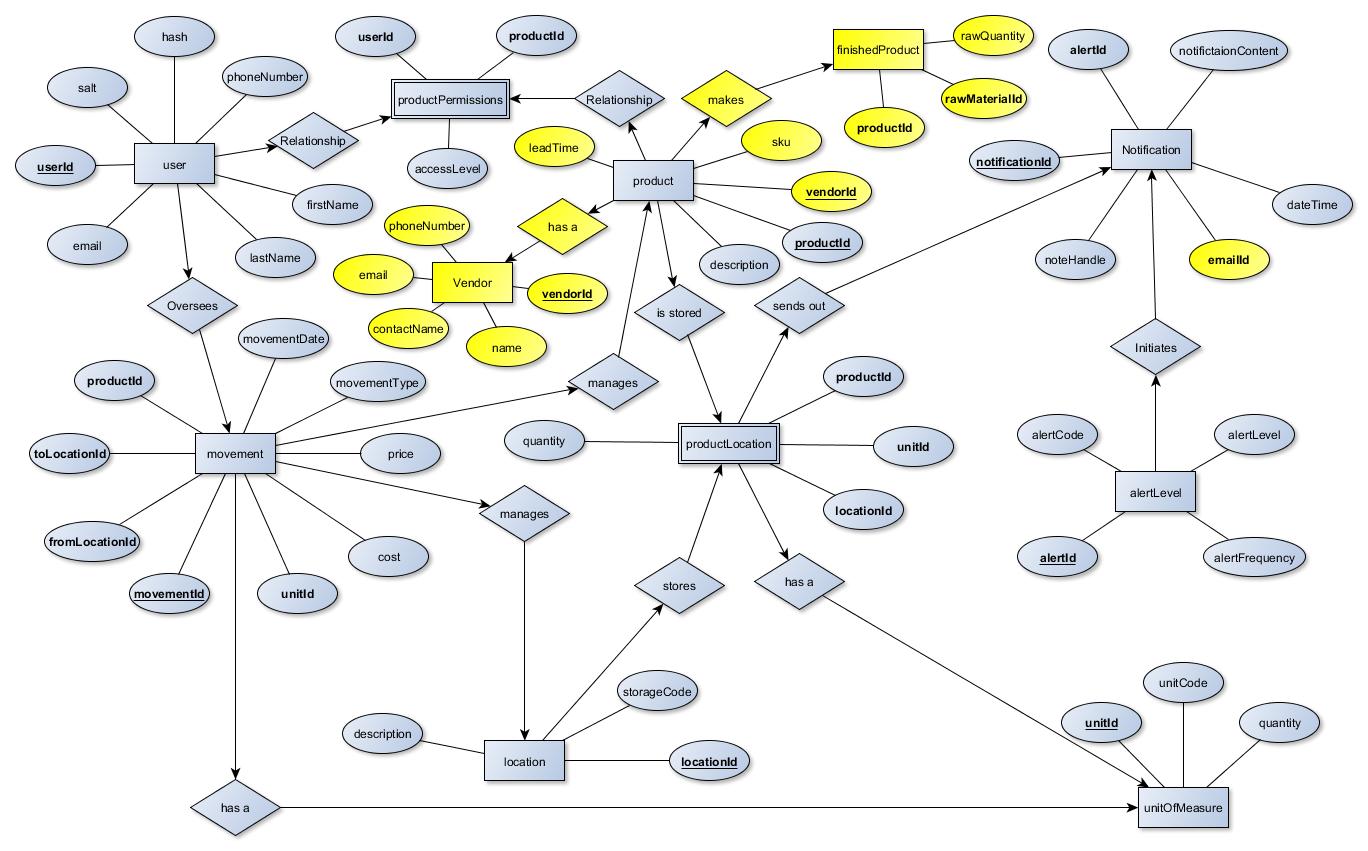 hash
userId
productId
finishedProduct
rawQuantity
alertId
notifictaionContent
salt
phoneNumber
productPermissions
Relationship
makes
rawMaterialId
productId
Relationship
leadTime
sku
userId
user
accessLevel
product
vendorId
notificationId
Notification
firstName
dateTime
phoneNumber
has a
productId
email
lastName
description
noteHandle
emailId
email
Vendor
vendorId
Oversees
is stored
sends out
contactName
name
movementDate
Initiates
productId
movementType
manages
productId
toLocationId
movement
price
quantity
productLocation
unitId
alertCode
alertLevel
manages
locationId
alertLevel
fromLocationId
cost
alertId
alertFrequency
movementId
unitId
stores
has a
storageCode
unitCode
description
location
locationId
unitId
quantity
has a
unitOfMeasure